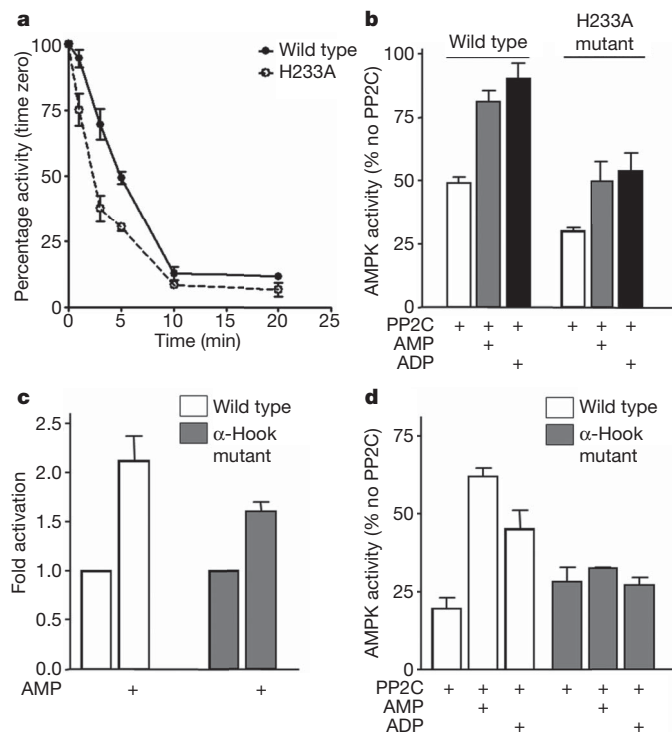 a
Percentage activity (time zero)
100
75
50
25
0
0 5 10 15 20 25
Time (min)
Wild type
H233A
b
AMPK activity (% no PP2C)
100
75
50
25
0
Wild type
H233A
mutant
PP2C + + + + + +
AMP + +
ADP + +
c
Fold activation
2.5
2.0
1.5
1.0
0.5
0.0
Wild type
α-Hook
mutant
AMP + +
d
AMPK activity (% no PP2C)
75
50
25
0
Wild type
α-Hook
mutant
PP2C + + + + + +
AMP + +
ADP + +